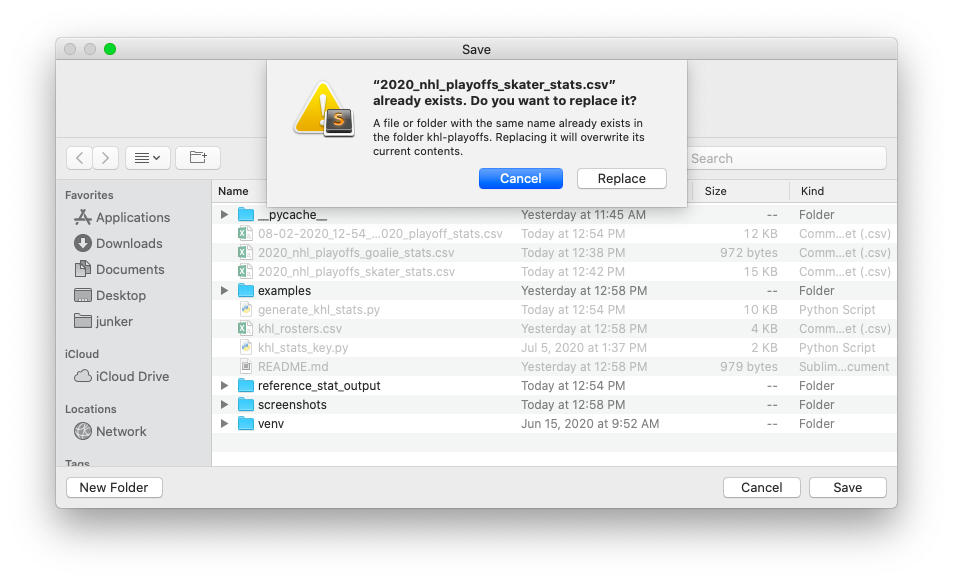 Save
“2020_nhl_playoffs_skater_stats.csv”
already exists. Do you want to replace it?
A file or folder with the same name already exists in
the folder khl-playoffs. Replacing it will overwrite its
current contents.
Cancel Replace
Search
Favorites
Applications
Downloads
Documents
Desktop
junker
iCloud
iCloud Drive
Locations
Network
Tags
Name Size Kind
__pycache__ Yesterday at 11:45 AM -- Folder
08-02-2020_12-54_...020_playoff_stats.csv Today at 12:54 PM 12 KB Comm...et (.csv)
2020_nhl_playoffs_goalie_stats.csv Today at 12:38 PM 972 bytes Comm...et (.csv)
2020_nhl_playoffs_skater_stats.csv Today at 12:42 PM 15 KB Comm...et (.csv)
examples Yesterday at 12:58 PM -- Folder
generate_khl_stats.py Today at 12:54 PM 10 KB Python Script
khl_rosters.csv Yesterday at 12:58 PM 4 KB Comm...et (.csv)
khl_stats_key.py Jul 5, 2020 at 1:37 PM 2 KB Python Script
README.md Yesterday at 12:58 PM 979 bytes Sublim...cument
reference_stat_output Today at 12:54 PM -- Folder
screenshots Today at 12:58 PM -- Folder
venv Jun 15, 2020 at 9:52 AM -- Folder
New Folder Cancel Save